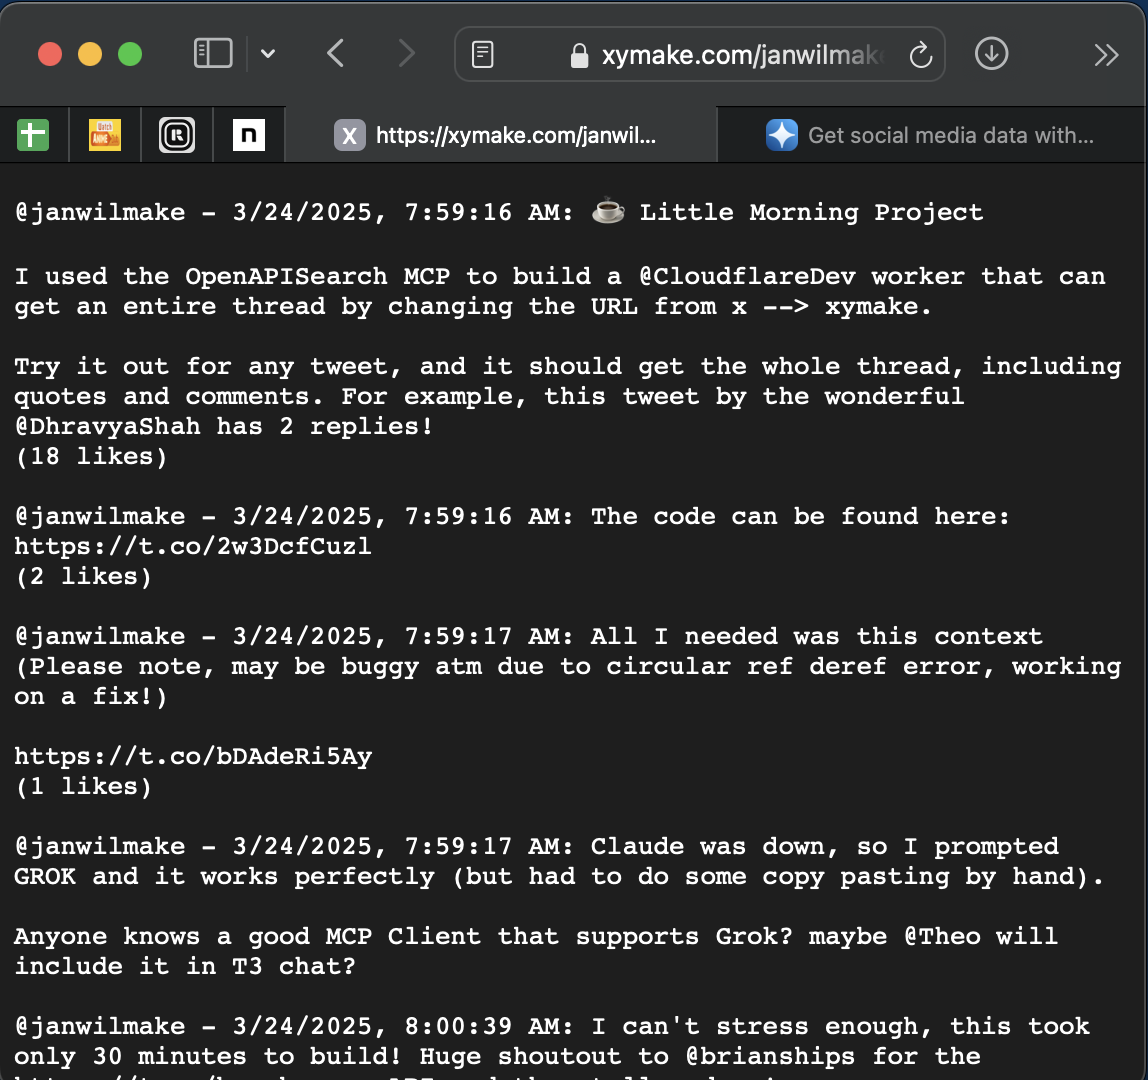 xymake.com/janwilmak
https://xymake.com/janwil...
Get social media data with...
@janwilmake - 3/24/2025, 7:59:16 AM: ☕ Little Morning Project
I used the OpenAPISearch MCP to build a @CloudflareDev worker that can
get an entire thread by changing the URL from x --> xymake.
Try it out for any tweet, and it should get the whole thread, including
quotes and comments. For example, this tweet by the wonderful
@DhravyaShah has 2 replies!
(18 likes)
@janwilmake - 3/24/2025, 7:59:16 AM: The code can be found here:
https://t.co/2w3DcfCuzl
(2 likes)
@janwilmake - 3/24/2025, 7:59:17 AM: All I needed was this context
(Please note, may be buggy atm due to circular ref deref error, working
on a fix!)
https://t.co/bDAdeRi5Ay
(1 likes)
@janwilmake - 3/24/2025, 7:59:17 AM: Claude was down, so I prompted
GROK and it works perfectly (but had to do some copy pasting by hand).
Anyone knows a good MCP Client that supports Grok? maybe @Theo will
include it in T3 chat?
@janwilmake - 3/24/2025, 8:00:39 AM: I can't stress enough, this took
only 30 minutes to build! Huge shoutout to @brianships for the